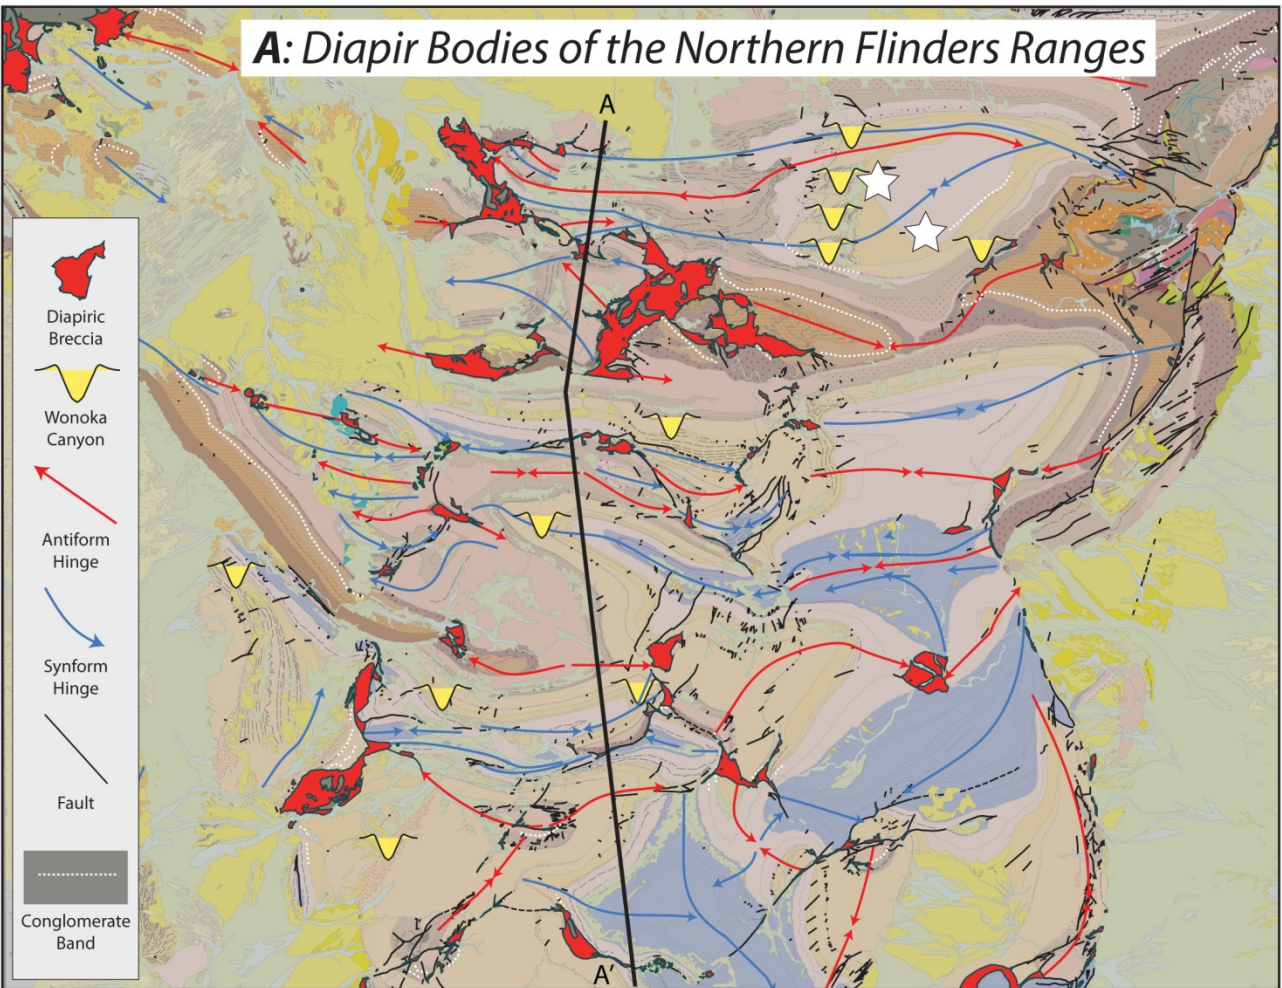 A: Diapir Bodies of the Northern Flinders Ranges
A
Diapiric
Breccia
Wonoka
Canyon
Antiform
Hinge
Synform
Hinge
Fault
Conglomerate
Band
A'